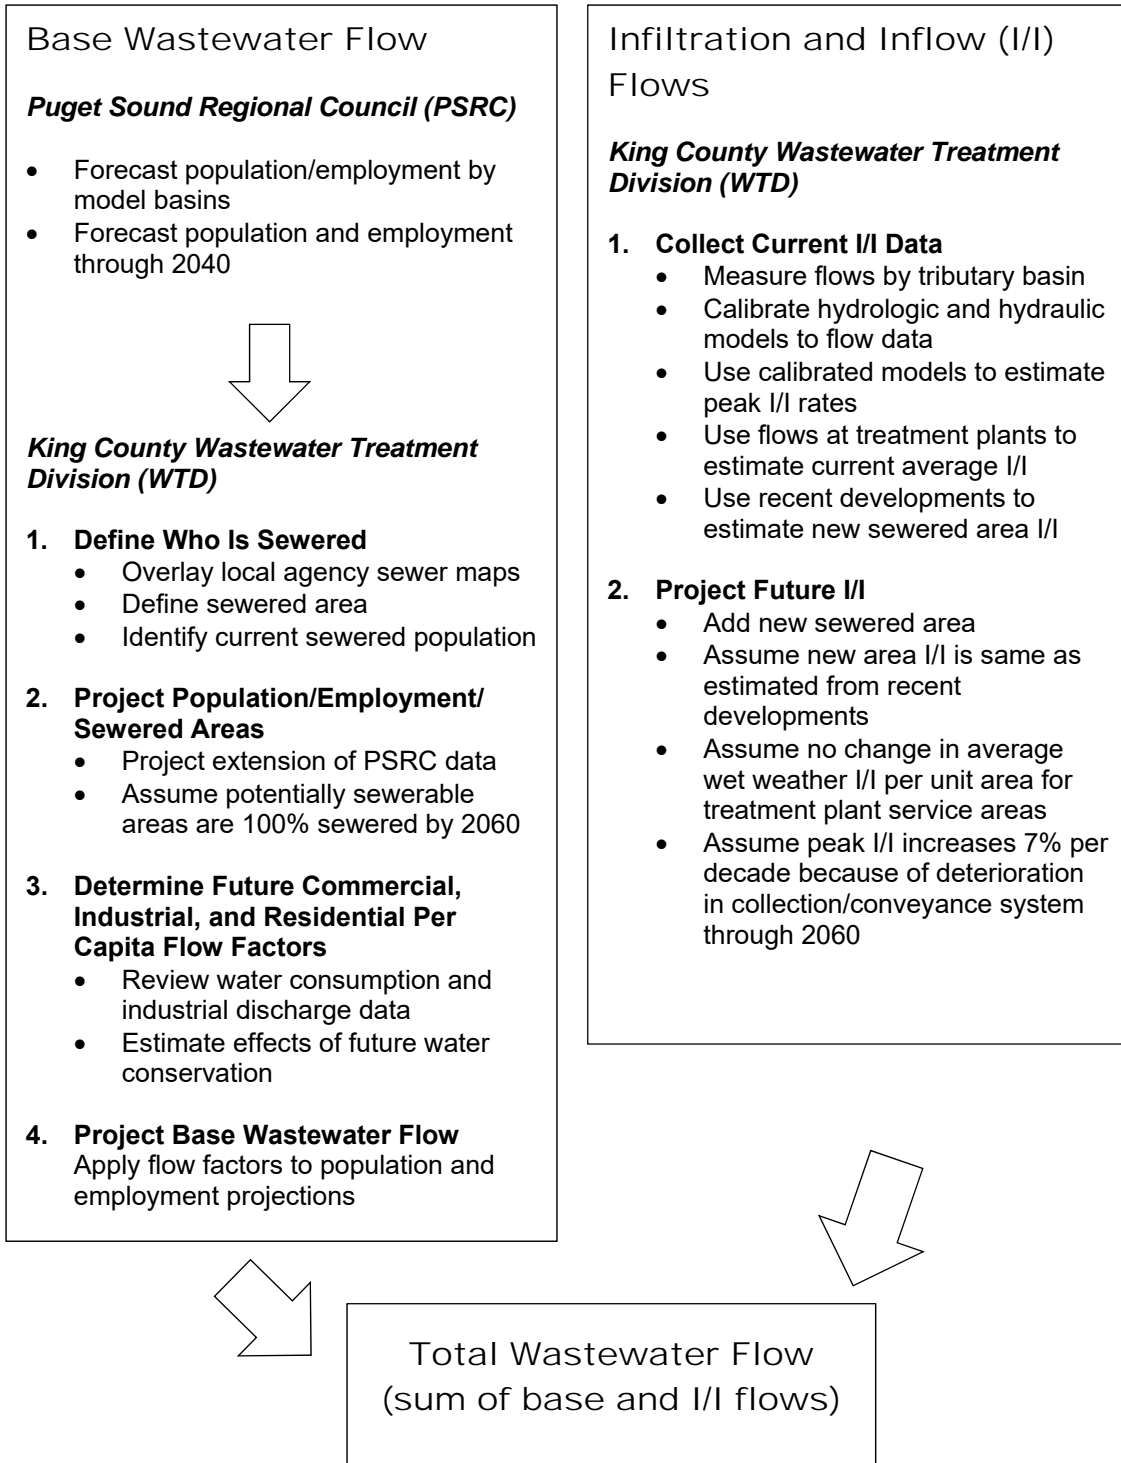 Base Wastewater Flow
Puget Sound Regional Council (PSRC)
• Forecast population/employment by
model basins
• Forecast population and employment
through 2040
King County Wastewater Treatment
Division (WTD)
1. Define Who Is Sewered
• Overlay local agency sewer maps
• Define sewered area
• Identify current sewered population
2. Project Population/Employment/
Sewered Areas
• Project extension of PSRC data
• Assume potentially sewerable
areas are 100% sewered by 2060
3. Determine Future Commercial,
Industrial, and Residential Per
Capita Flow Factors
• Review water consumption and
industrial discharge data
• Estimate effects of future water
conservation
4. Project Base Wastewater Flow
Apply flow factors to population and
employment projections
Infiltration and Inflow (I/I)
Flows
King County Wastewater Treatment
Division (WTD)
1. Collect Current I/I Data
• Measure flows by tributary basin
• Calibrate hydrologic and hydraulic
models to flow data
• Use calibrated models to estimate
peak I/I rates
• Use flows at treatment plants to
estimate current average I/I
• Use recent developments to
estimate new sewered area I/I
2. Project Future I/I
• Add new sewered area
• Assume new area I/I is same as
estimated from recent
developments
• Assume no change in average
wet weather I/I per unit area for
treatment plant service areas
• Assume peak I/I increases 7% per
decade because of deterioration
in collection/conveyance system
through 2060
Total Wastewater Flow
(sum of base and I/I flows)